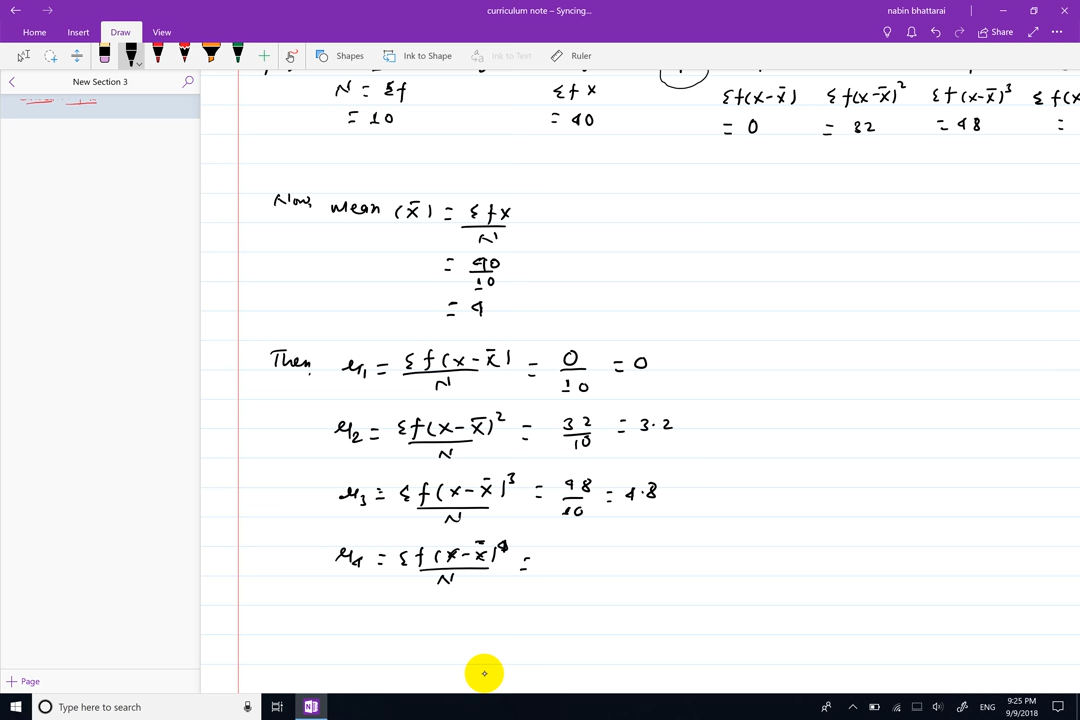 curriculum note – Syncing...
nabin bhattarai
Home Insert Draw View
Share
Shapes Ink to Shape Ink to Text Ruler
New Section 3
N = Σf
= 10
Σfx
= 40
Σf(x-x̄)
= 0
Σf(x-x̄)²
= 32
Σf(x-x̄)³
= 48
Σf(x
=
Now, Mean (x̄) = Σfx / N
= 40 / 10
= 4
Then, μ₁ = Σf(x-x̄) / N = 0 / 10 = 0
μ₂ = Σf(x-x̄)² / N = 32 / 10 = 3.2
μ₃ = Σf(x-x̄)³ / N = 48 / 10 = 4.8
μ₄ = Σf(x-x̄)⁴ / N =
+ Page
Type here to search
ENG
9:25 PM
9/9/2018